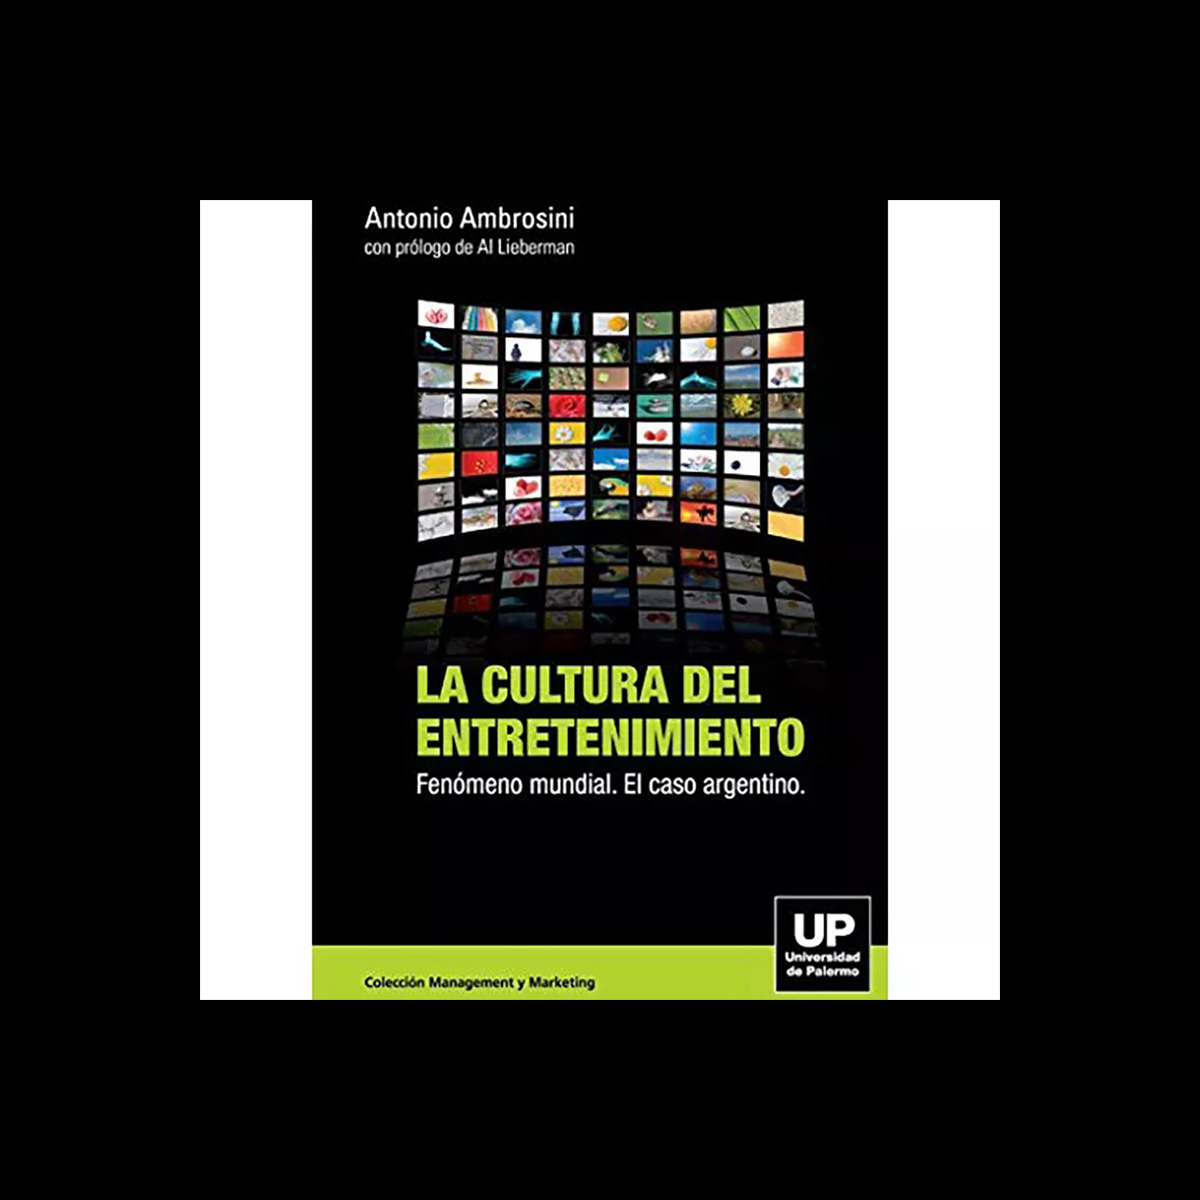 Antonio Ambrosini
con prólogo de Al Lieberman
LA CULTURA DEL
ENTRETENIMIENTO
Fenómeno mundial. El caso argentino.
UP
Universidad
de Palermo
Colección Management y Marketing